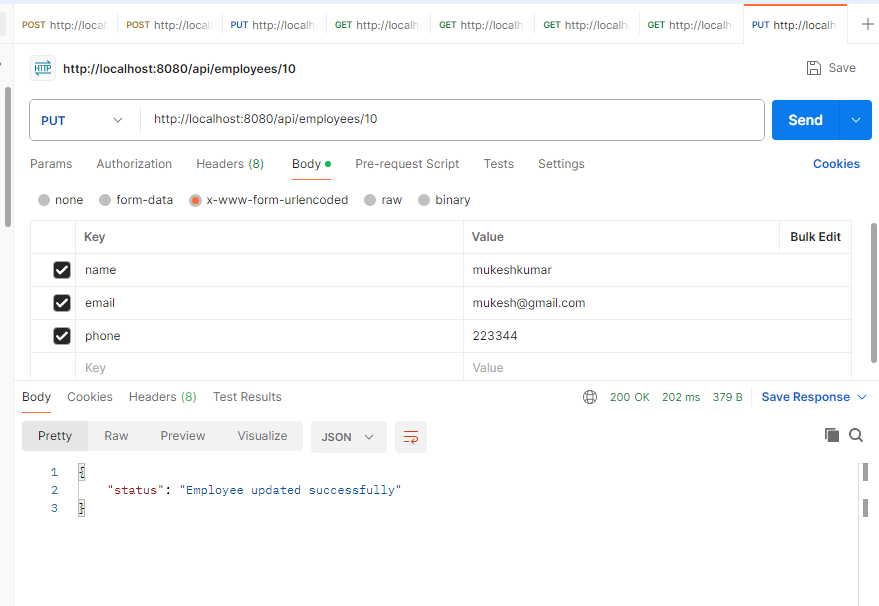 POST http://local POST http://local PUT http://localh GET http://localh GET http://localh GET http://localh GET http://localh PUT http://localh
HTTP http://localhost:8080/api/employees/10 Save
PUT http://localhost:8080/api/employees/10 Send
Params Authorization Headers (8) Body Pre-request Script Tests Settings Cookies
none form-data x-www-form-urlencoded raw binary
Key Value Bulk Edit
name mukeshkumar
email mukesh@gmail.com
phone 223344
Key Value
Body Cookies Headers (8) Test Results 200 OK 202 ms 379 B Save Response
Pretty Raw Preview Visualize JSON
1 {
2 "status": "Employee updated successfully"
3 }